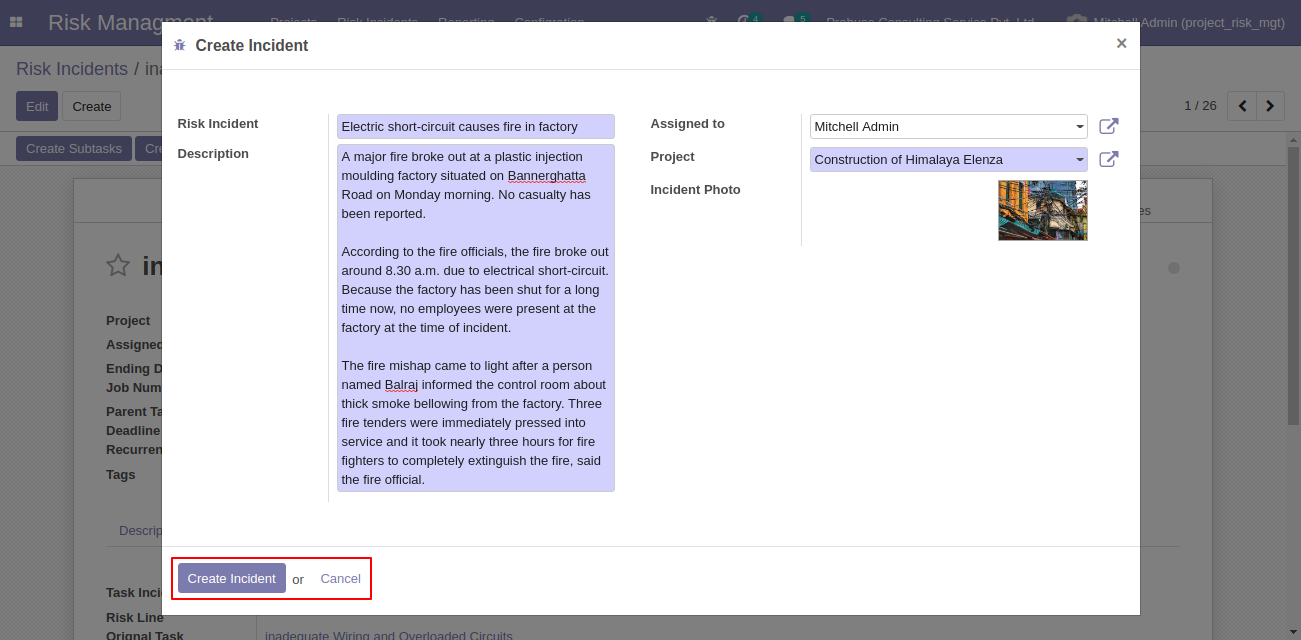 Risk Managment
Projects Risk Incidents Reporting Configration 4 5 Probuse Consulting Service Pvt. Ltd. Mitchell Admin (project_risk_mgt)
Create Incident ×
Risk Incidents /
Edit Create
1 / 26
Create Subtasks
Risk Incident Electric short-circuit causes fire in factory
Description A major fire broke out at a plastic injection
moulding factory situated on Bannerghatta
Road on Monday morning. No casualty has
been reported.
According to the fire officials, the fire broke out
around 8.30 a.m. due to electrical short-circuit.
Because the factory has been shut for a long
time now, no employees were present at the
factory at the time of incident.
The fire mishap came to light after a person
named Balraj informed the control room about
thick smoke bellowing from the factory. Three
fire tenders were immediately pressed into
service and it took nearly three hours for fire
fighters to completely extinguish the fire, said
the fire official.
Assigned to Mitchell Admin
Project Construction of Himalaya Elenza
Incident Photo
Project
Assigned
Ending D
Job Num
Parent Ta
Deadline
Recurren
Tags
Descrip
Create Incident or Cancel
Task Inci
Risk Line
Orignal Task inadequate Wiring and Overloaded Circuits